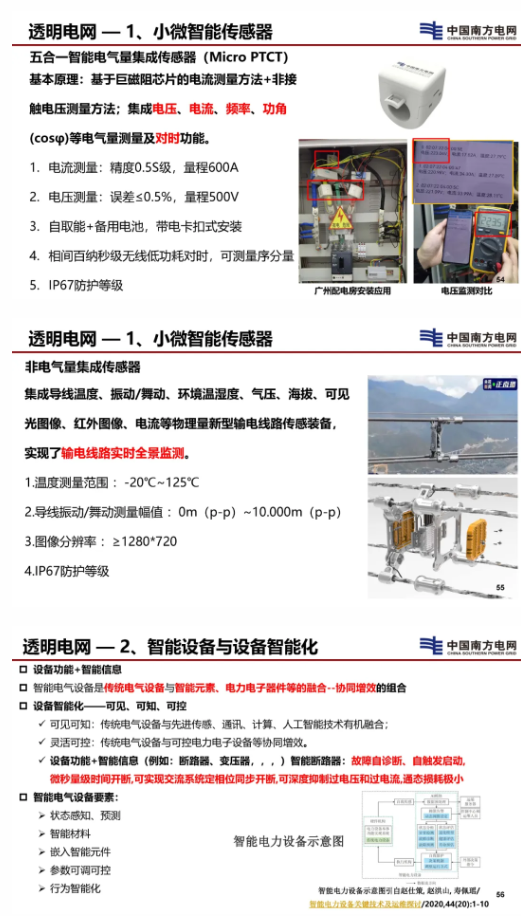 透明电网 — 1、小微智能传感器
中国南方电网
CHINA SOUTHERN POWER GRID
五合一智能电气量集成传感器（Micro PTCT）
基本原理：基于巨磁阻芯片的电流测量方法+非接
触电压测量方法；集成电压、电流、频率、功角
(cosφ)等电气量测量及对时功能。
1. 电流测量：精度0.5S级，量程600A
2. 电压测量：误差≤0.5%，量程500V
3. 自取能+备用电池，带电卡扣式安装
4. 相间百纳秒级无线低功耗对时，可测量序分量
5. IP67防护等级
广州配电房安装应用
电压监测对比
54
透明电网 — 1、小微智能传感器
中国南方电网
CHINA SOUTHERN POWER GRID
非电气量集成传感器
集成导线温度、振动/舞动、环境温湿度、气压、海拔、可见
光图像、红外图像、电流等物理量新型输电线路传感装备，
实现了输电线路实时全景监测。
1.温度测量范围：-20℃~125℃
2.导线振动/舞动测量幅值：0m（p-p）~10.000m（p-p）
3.图像分辨率：≥1280*720
4.IP67防护等级
55
透明电网 — 2、智能设备与设备智能化
中国南方电网
CHINA SOUTHERN POWER GRID
设备功能+智能信息
智能电气设备是传统电气设备与智能元素、电力电子器件等的融合--协同增效的组合
设备智能化——可见、可知、可控
✓ 可见可知：传统电气设备与先进传感、通讯、计算、人工智能技术有机融合；
✓ 灵活可控：传统电气设备与可控电力电子设备等协同增效。
✓ 设备功能+智能信息（例如：断路器、变压器，，，）智能断路器：故障自诊断、自触发启动,
微秒量级时间开断,可实现交流系统定相位同步开断,可深度抑制过电压和过电流,通态损耗极小
智能电气设备要素：
➢ 状态感知、预测
➢ 智能材料
➢ 嵌入智能元件
➢ 参数可调可控
➢ 行为智能化
智能电力设备示意图
智能电力设备示意图引自赵仕策, 赵洪山, 寿佩瑶/
智能电力设备关键技术及运维探讨/2020,44(20):1-10
56